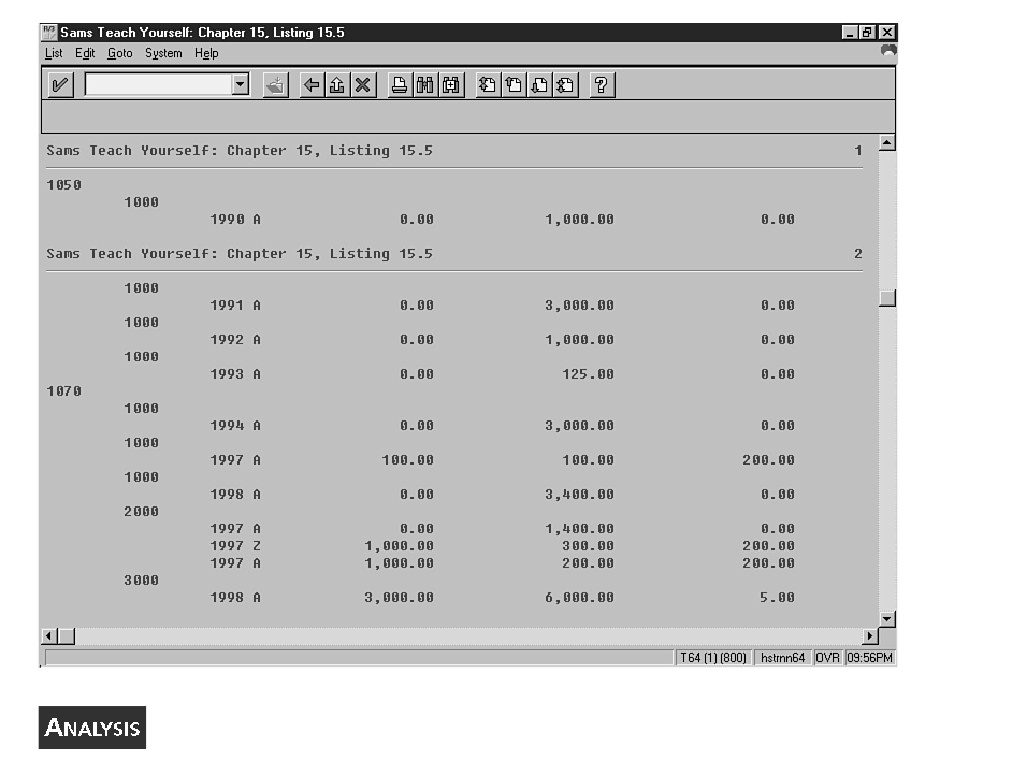 Sams Teach Yourself: Chapter 15, Listing 15.5
List Edit Goto System Help
Sams Teach Yourself: Chapter 15, Listing 15.5 1
1050
1000
1990 A 0.00 1,000.00 0.00
Sams Teach Yourself: Chapter 15, Listing 15.5 2
1000
1991 A 0.00 3,000.00 0.00
1000
1992 A 0.00 1,000.00 0.00
1000
1993 A 0.00 125.00 0.00
1070
1000
1994 A 0.00 3,000.00 0.00
1000
1997 A 100.00 100.00 200.00
1000
1998 A 0.00 3,400.00 0.00
2000
1997 A 0.00 1,400.00 0.00
1997 Z 1,000.00 300.00 200.00
1997 A 1,000.00 200.00 200.00
3000
1998 A 3,000.00 6,000.00 5.00
T64 (1) (800) hstrnn64 OVR 09:56PM
ANALYSIS